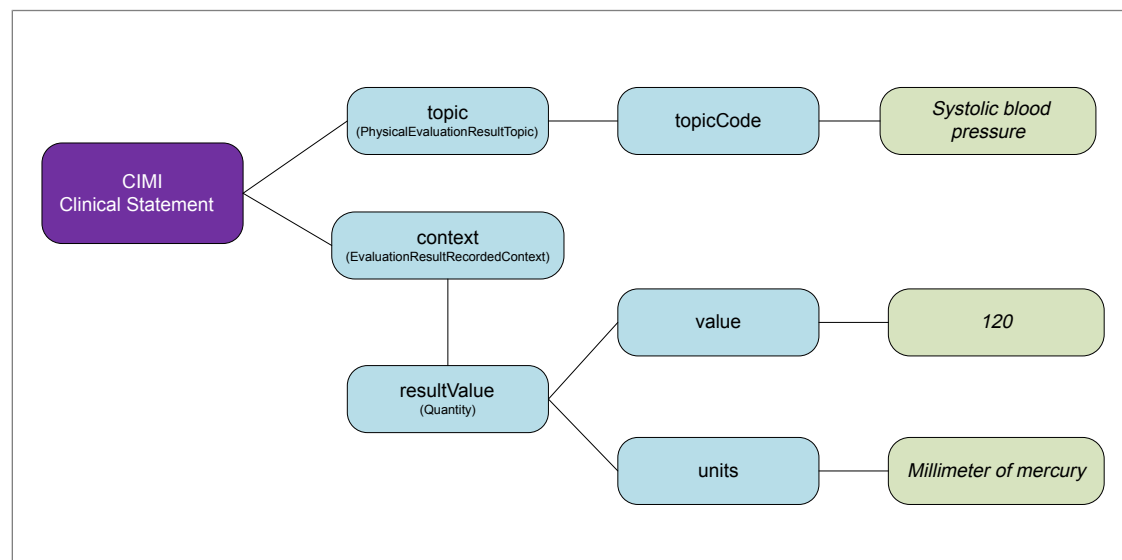 topic
(PhysicalEvaluationResultTopic)
topicCode
Systolic blood
pressure
CIMI
Clinical Statement
context
(EvaluationResultRecordedContext)
value
120
resultValue
(Quantity)
units
Millimeter of mercury